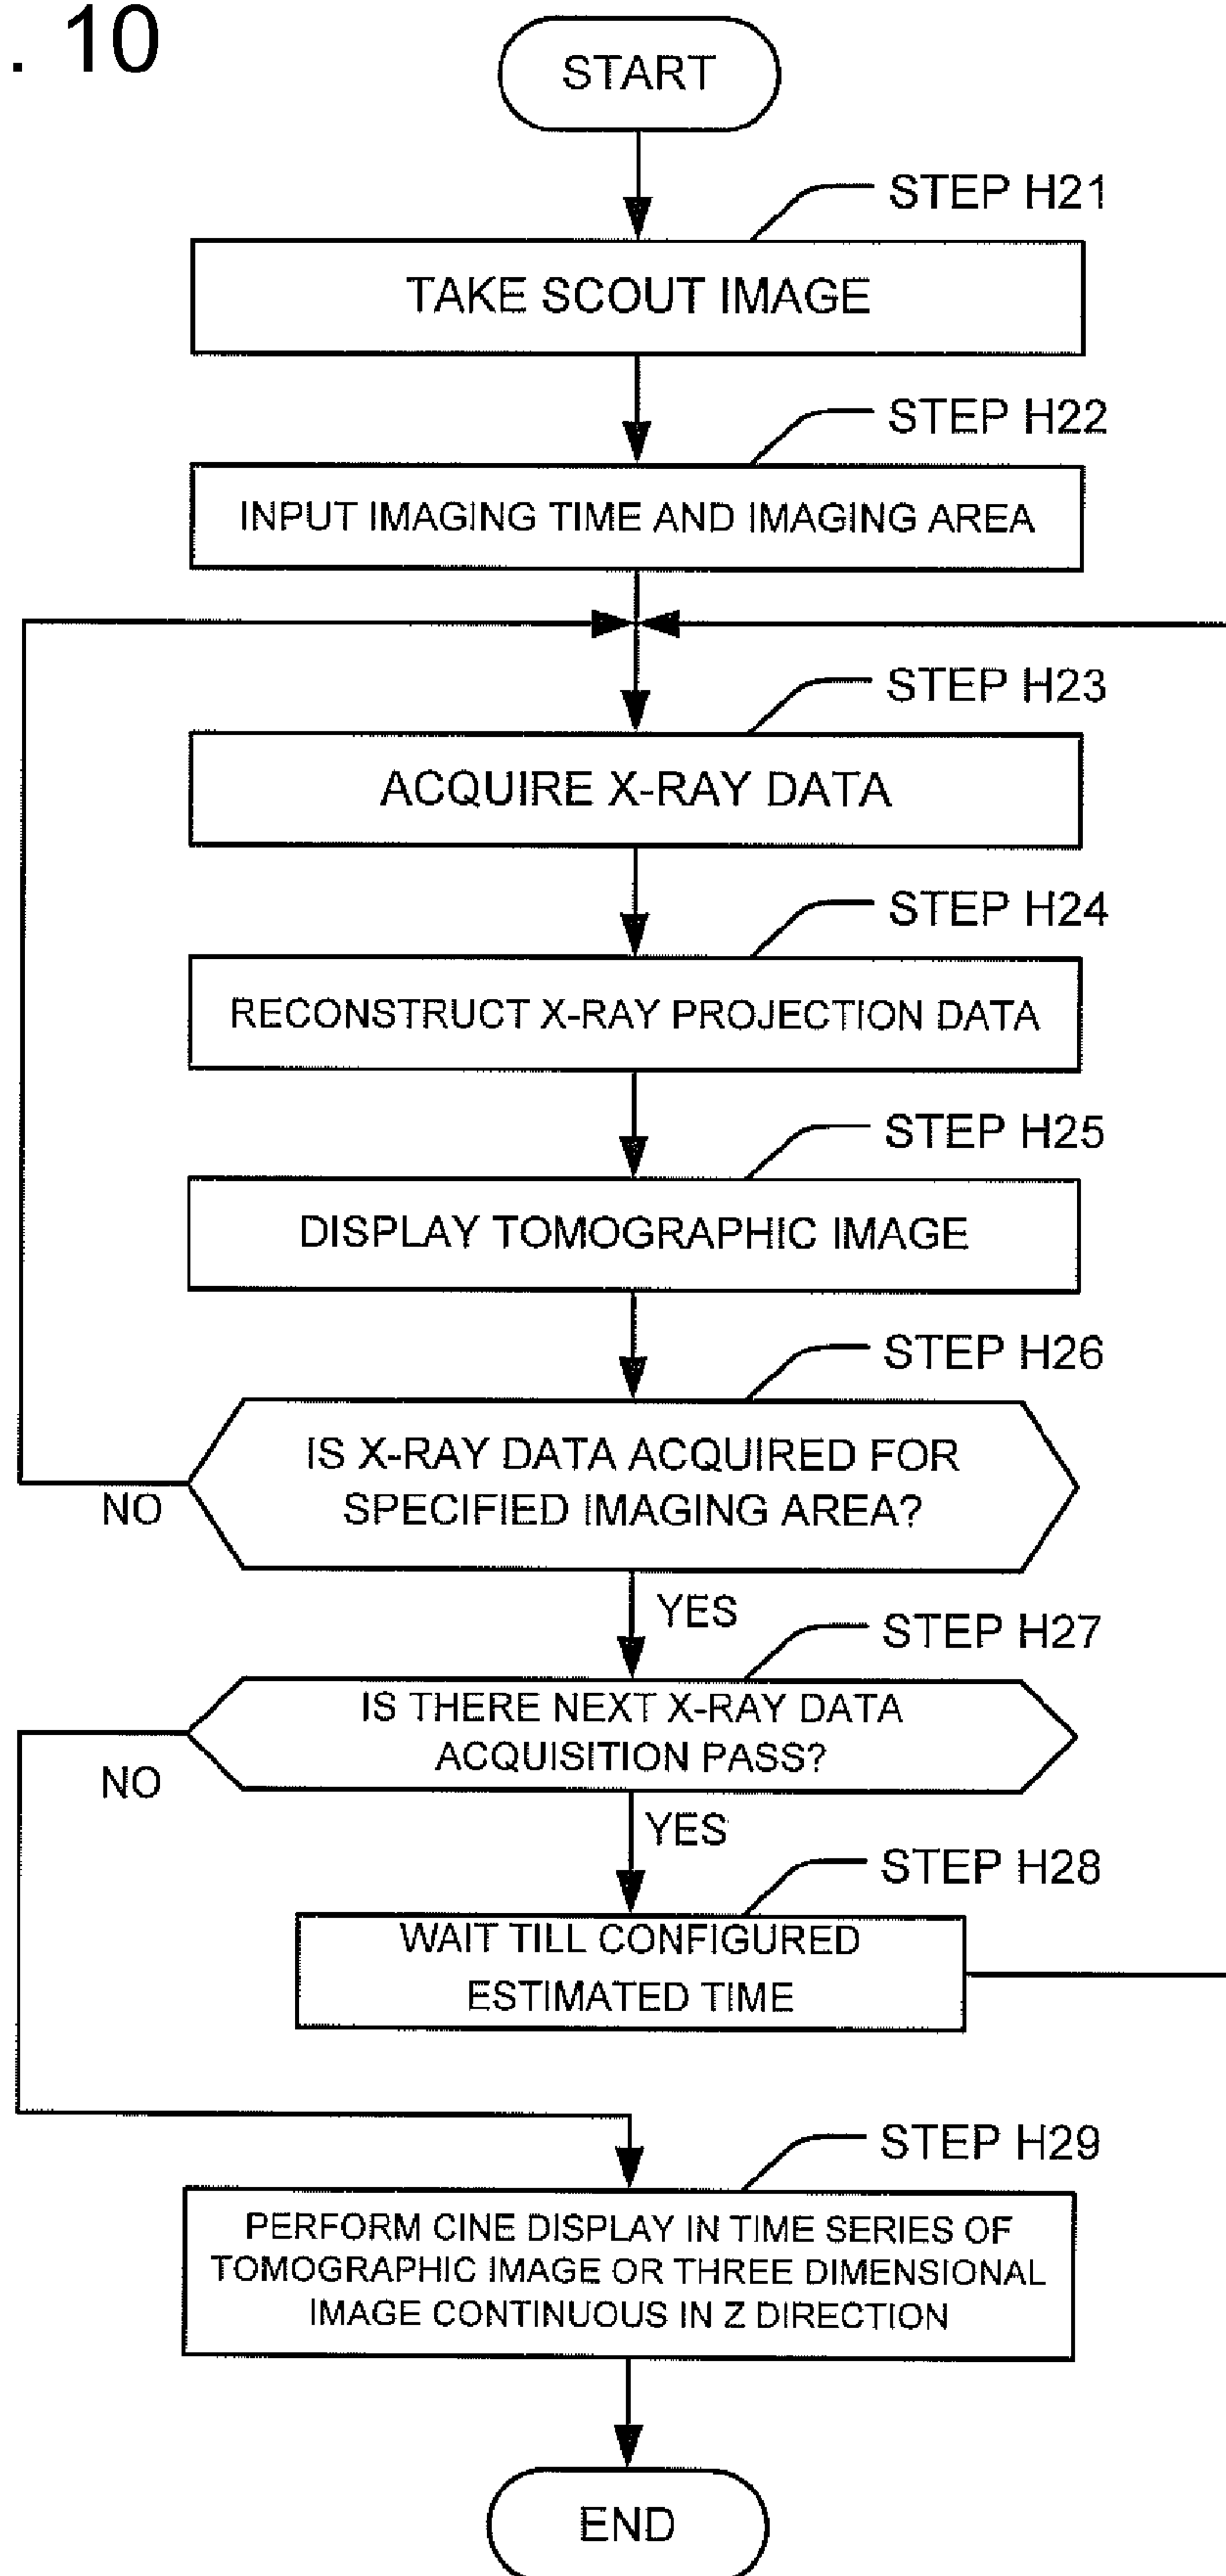 . 10
START
STEP H21
TAKE SCOUT IMAGE
STEP H22
INPUT IMAGING TIME AND IMAGING AREA
STEP H23
ACQUIRE X-RAY DATA
STEP H24
RECONSTRUCT X-RAY PROJECTION DATA
STEP H25
DISPLAY TOMOGRAPHIC IMAGE
STEP H26
IS X-RAY DATA ACQUIRED FOR
SPECIFIED IMAGING AREA?
NO
YES
STEP H27
IS THERE NEXT X-RAY DATA
ACQUISITION PASS?
NO
YES
STEP H28
WAIT TILL CONFIGURED
ESTIMATED TIME
STEP H29
PERFORM CINE DISPLAY IN TIME SERIES OF
TOMOGRAPHIC IMAGE OR THREE DIMENSIONAL
IMAGE CONTINUOUS IN Z DIRECTION
END